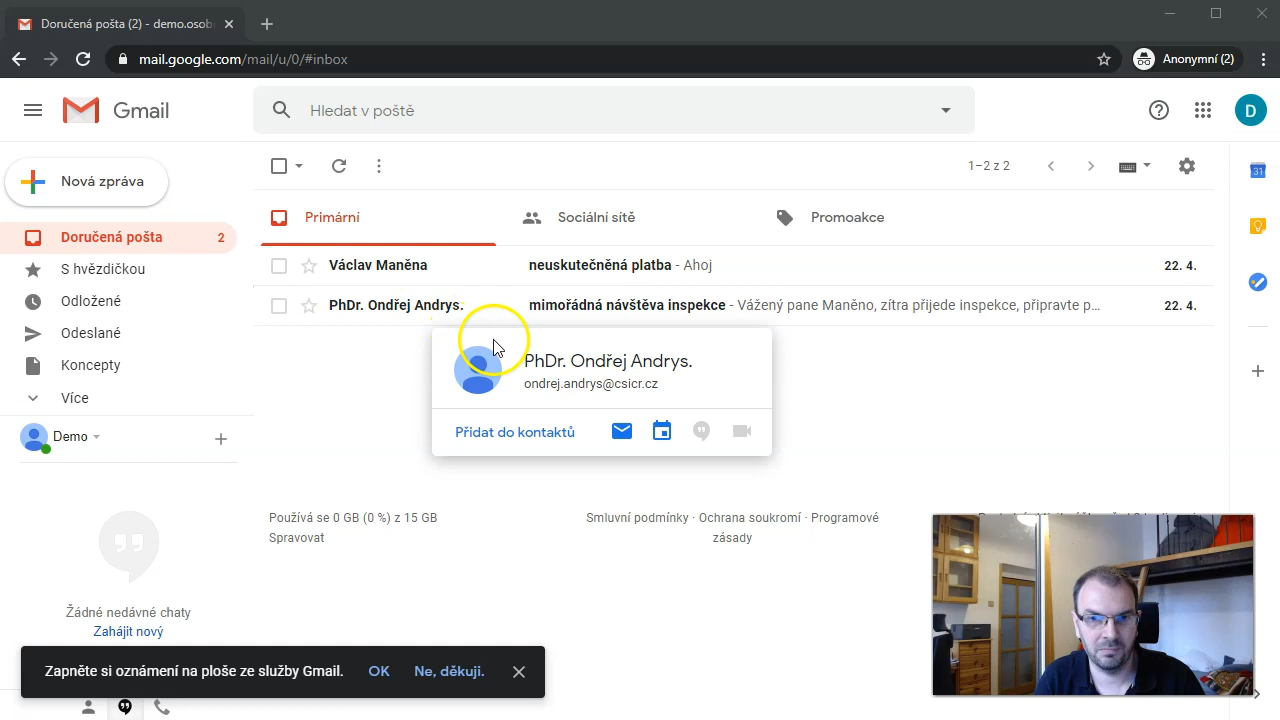 Doručená pošta (2) - demo.osob
mail.google.com/mail/u/0/#inbox
Anonymní (2)
Gmail
Hledat v poště
D
Nová zpráva
1–2 z 2
31
Primární
Sociální sítě
Promoakce
Doručená pošta 2
S hvězdičkou
Odložené
Odeslané
Koncepty
Více
Václav Maněna neuskutečněná platba - Ahoj 22. 4.
PhDr. Ondřej Andrys. mimořádná návštěva inspekce - Vážený pane Maněno, zítra přijede inspekce, připravte p... 22. 4.
PhDr. Ondřej Andrys.
ondrej.andrys@csicr.cz
Přidat do kontaktů
Demo
Používá se 0 GB (0 %) z 15 GB
Spravovat
Smluvní podmínky · Ochrana soukromí · Programové
zásady
Žádné nedávné chaty
Zahájit nový
Zapněte si oznámení na ploše ze služby Gmail. OK Ne, děkuji.